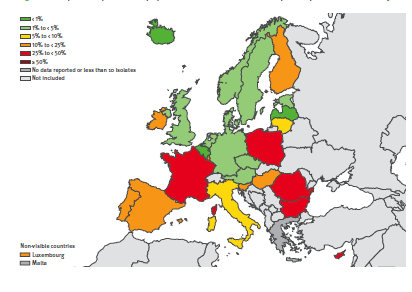 < 1%
1% to < 5%
5% to < 10%
10% to < 25%
25% to < 50%
≥ 50%
No data reported or less than 10 isolates
Not included
Non-visible countries
Luxembourg
Malta